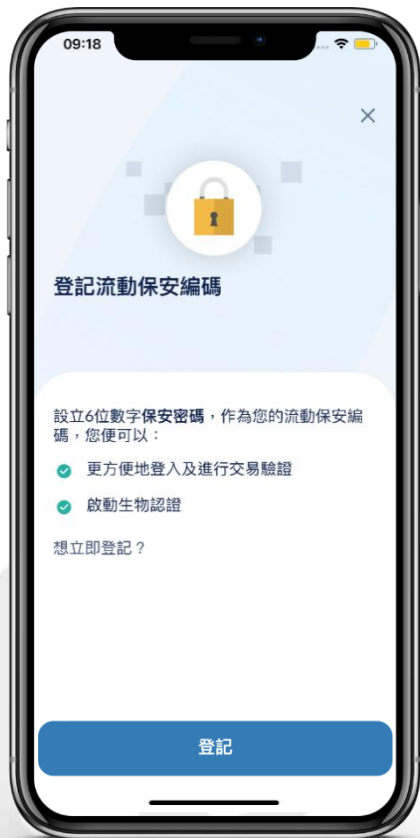 09:18
登記流動保安編碼
設立6位數字保安密碼，作為您的流動保安編
碼，您便可以：
更方便地登入及進行交易驗證
啟動生物認證
想立即登記？
登記